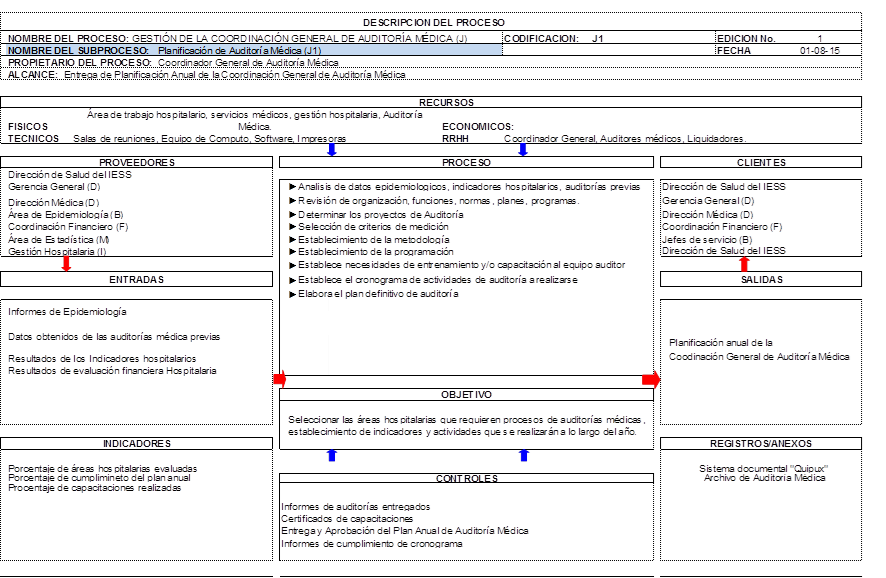 DESCRIPCION DEL PROCESO
NOMBRE DEL PROCESO: GESTIÓN DE LA COORDINACIÓN GENERAL DE AUDITORÍA MÉDICA (J) CODIFICACION: J1 EDICION No. 1
NOMBRE DEL SUBPROCESO: Planificación de Auditoría Médica (J1) FECHA 01-08-15
PROPIETARIO DEL PROCESO: Coordinador General de Auditoría Médica
ALCANCE: Entrega de Planificación Anual de la Coordinación General de Auditoría Médica
RECURSOS
FISICOS Área de trabajo hospitalario, servicios médicos, gestión hospitalaria, Auditoría
Médica. ECONOMICOS:
TECNICOS Salas de reuniones, Equipo de Computo, Software, Impresoras RRHH Coordinador General, Auditores médicos, Liquidadores.
PROVEEDORES
Dirección de Salud del IESS
Gerencia General (D)
Dirección Médica (D)
Área de Epidemiología (B)
Coordinación Financiero (F)
Área de Estadística (M)
Gestión Hospitalaria (I)
ENTRADAS
Informes de Epidemiología
Datos obtenidos de las auditorías médica previas
Resultados de los Indicadores hospitalarios
Resultados de evaluación financiera Hospitalaria
INDICADORES
Porcentaje de áreas hospitalarias evaluadas
Porcentaje de cumplimineto del plan anual
Procentaje de capacitaciones realizadas
PROCESO
►Analisis de datos epidemiologicos, indicadores hospitalarios, auditorías previas
►Revisión de organización, funciones, normas, planes, programas.
►Determinar los proyectos de Auditoría
►Selección de criterios de medición
►Establecimiento de la metodología
►Establecimiento de la programación
►Establece necesidades de entrenamiento y/o capacitación al equipo auditor
►Establece el cronograma de actividades de auditoría a realizarse
►Elabora el plan definitivo de auditoría
OBJETIVO
Seleccionar las áreas hospitalarias que requieren procesos de auditorías médicas,
establecimiento de indicadores y actividades que se realizarán a lo largo del año.
CONTROLES
Informes de auditorías entregados
Certificados de capacitaciones
Entrega y Aprobación del Plan Anual de Auditoría Médica
Informes de cumplimiento de cronograma
CLIENTES
Dirección de Salud del IESS
Gerencia General (D)
Dirección Médica (D)
Coordinación Financiero (F)
Jefes de servicio (B)
Dirección de Salud del IESS
SALIDAS
Planificación anual de la
Coodinación General de Auditoría Médica
REGISTROS/ANEXOS
Sistema documental "Quipux"
Archivo de Auditoria Médica